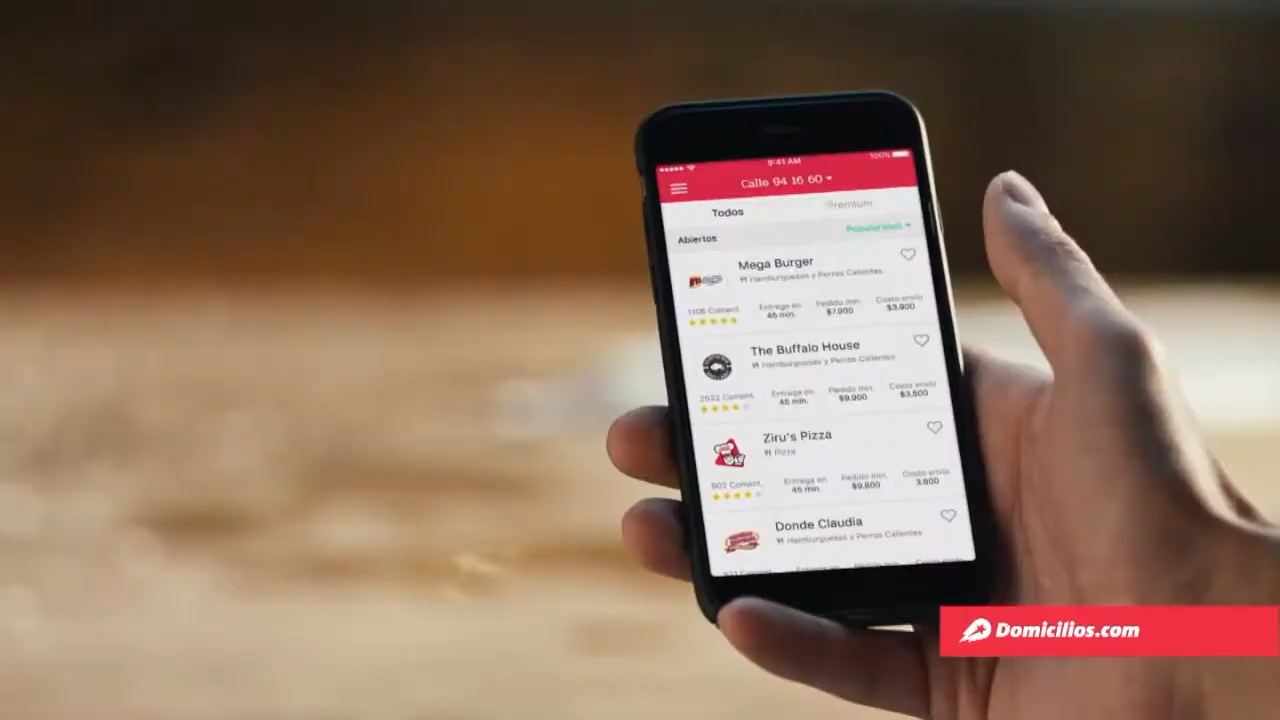 9:41 AM
100%
Calle 94 16 60
Todos
Premium
Abiertos
Popularidad
Mega Burger
Hamburguesas y Perros Calientes
1106 Coment.
Entrega en
45 min.
Pedido min.
$7.900
Costo envío
$3.900
The Buffalo House
Hamburguesas y Perros Calientes
2632 Coment.
Entrega en
45 min.
Pedido min.
$9.900
Costo envío
$3.500
Ziru's Pizza
Pizza
902 Coment.
Entrega en
45 min.
Pedido min.
$9.800
Costo envío
3.800
Donde Claudia
Hamburguesas y Perros Calientes
Domicilios.com